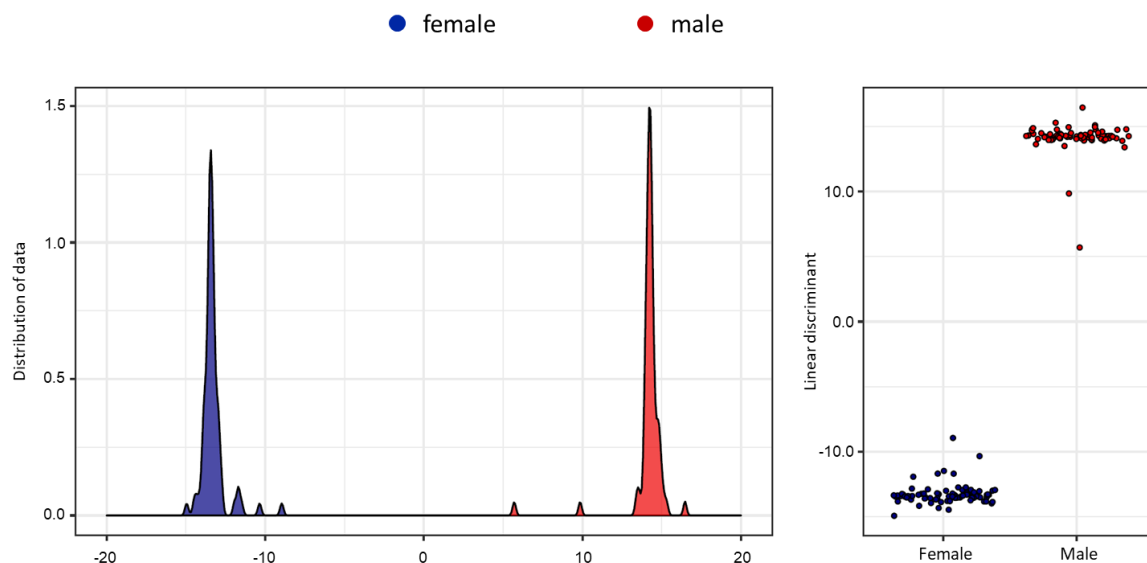 female
male
Distribution of data
1.5
1.0
0.5
0.0
-20
-10
0
10
20
Linear discriminant
10.0
0.0
-10.0
Female
Male